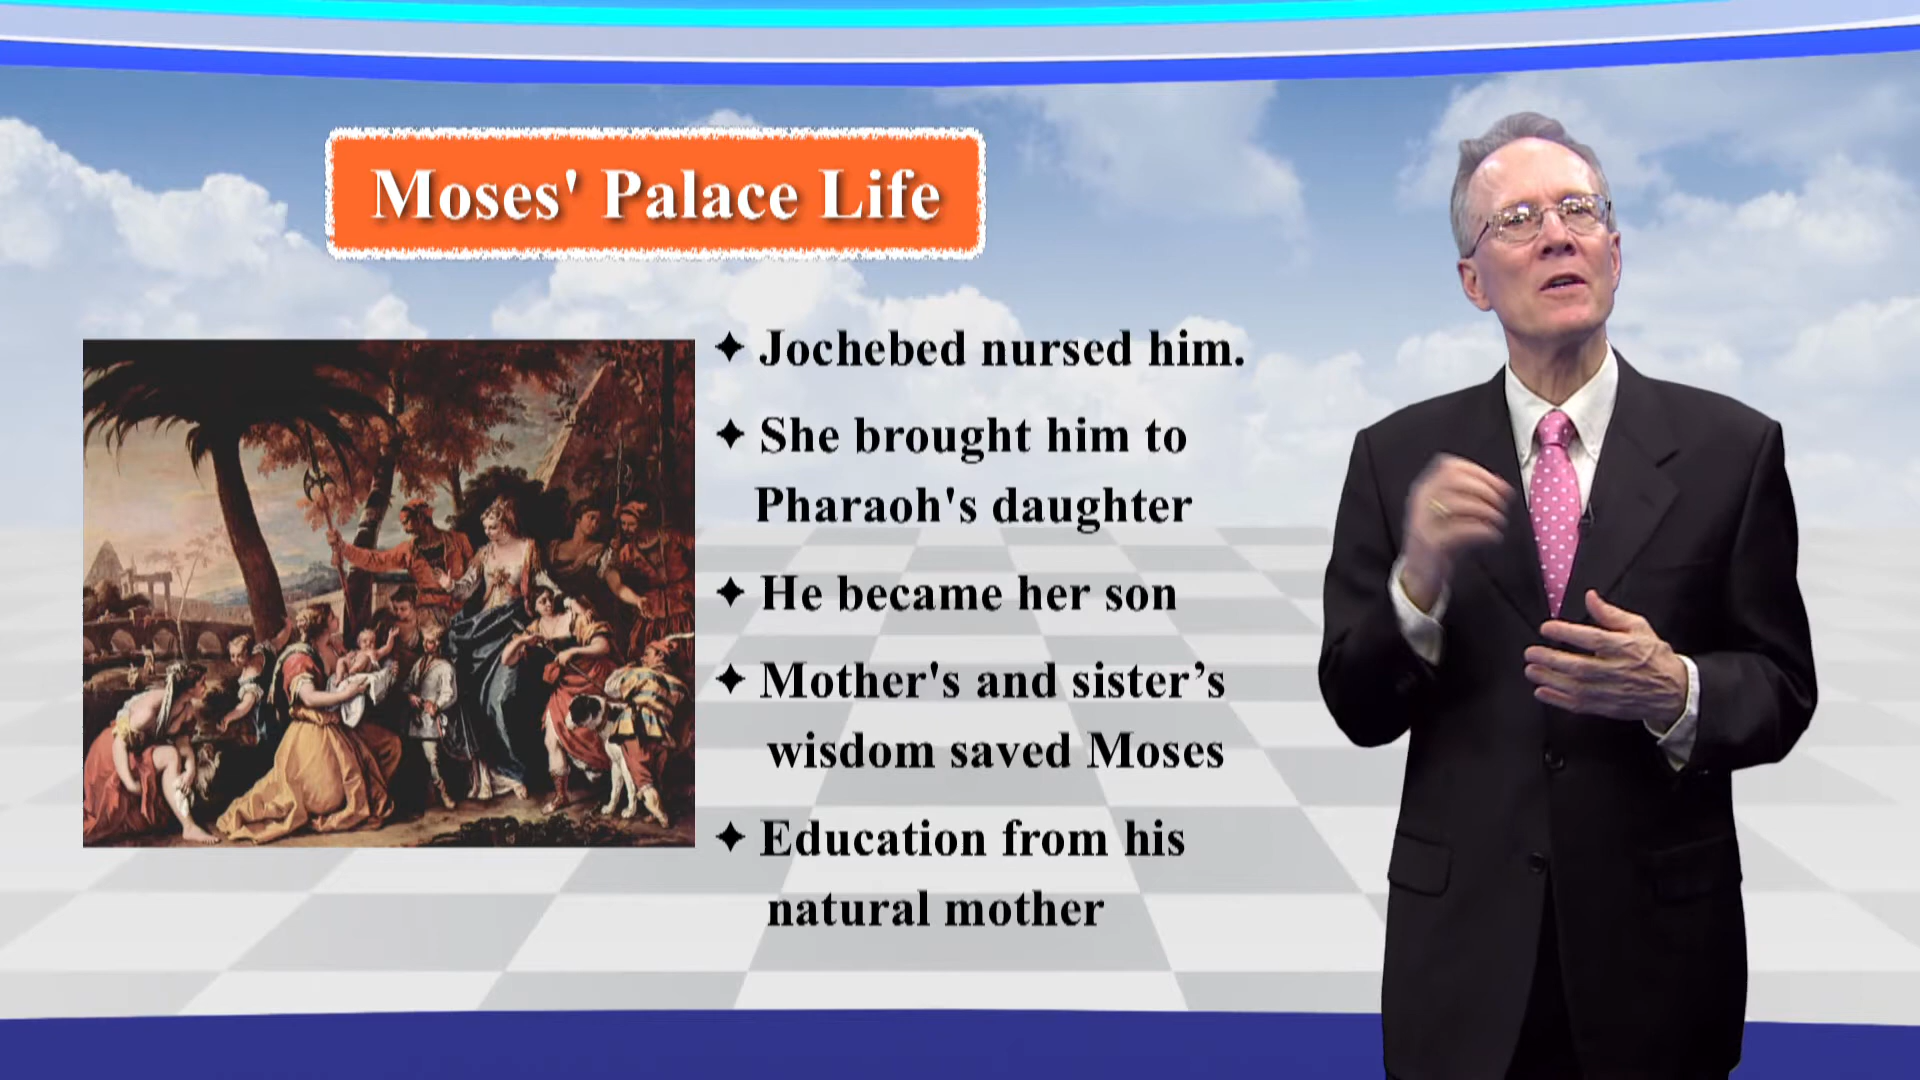 Moses' Palace Life
✦ Jochebed nursed him.
✦ She brought him to
Pharaoh's daughter
✦ He became her son
✦ Mother's and sister’s
wisdom saved Moses
✦ Education from his
natural mother